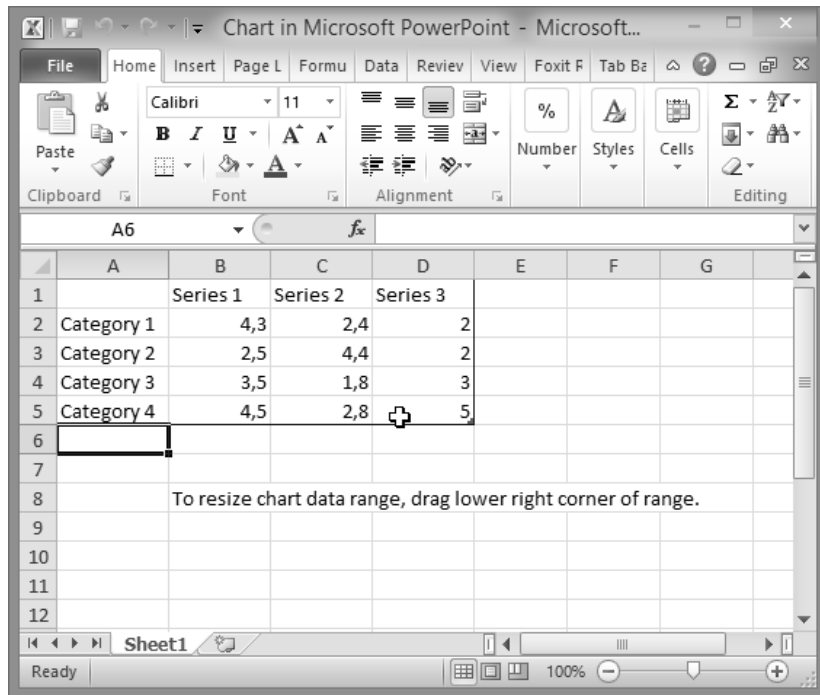 Chart in Microsoft PowerPoint - Microsoft...
File Home Insert Page L Formu Data Reviev View Foxit F Tab Ba
Calibri 11
Paste B I U A A A % Number A Styles Cells Σ
Clipboard Font Alignment Editing
A6 fx
A B C D E F G
1 Series 1 Series 2 Series 3
2 Category 1 4,3 2,4 2
3 Category 2 2,5 4,4 2
4 Category 3 3,5 1,8 3
5 Category 4 4,5 2,8 5
6
7
8 To resize chart data range, drag lower right corner of range.
9
10
11
12
Sheet1
Ready 100%